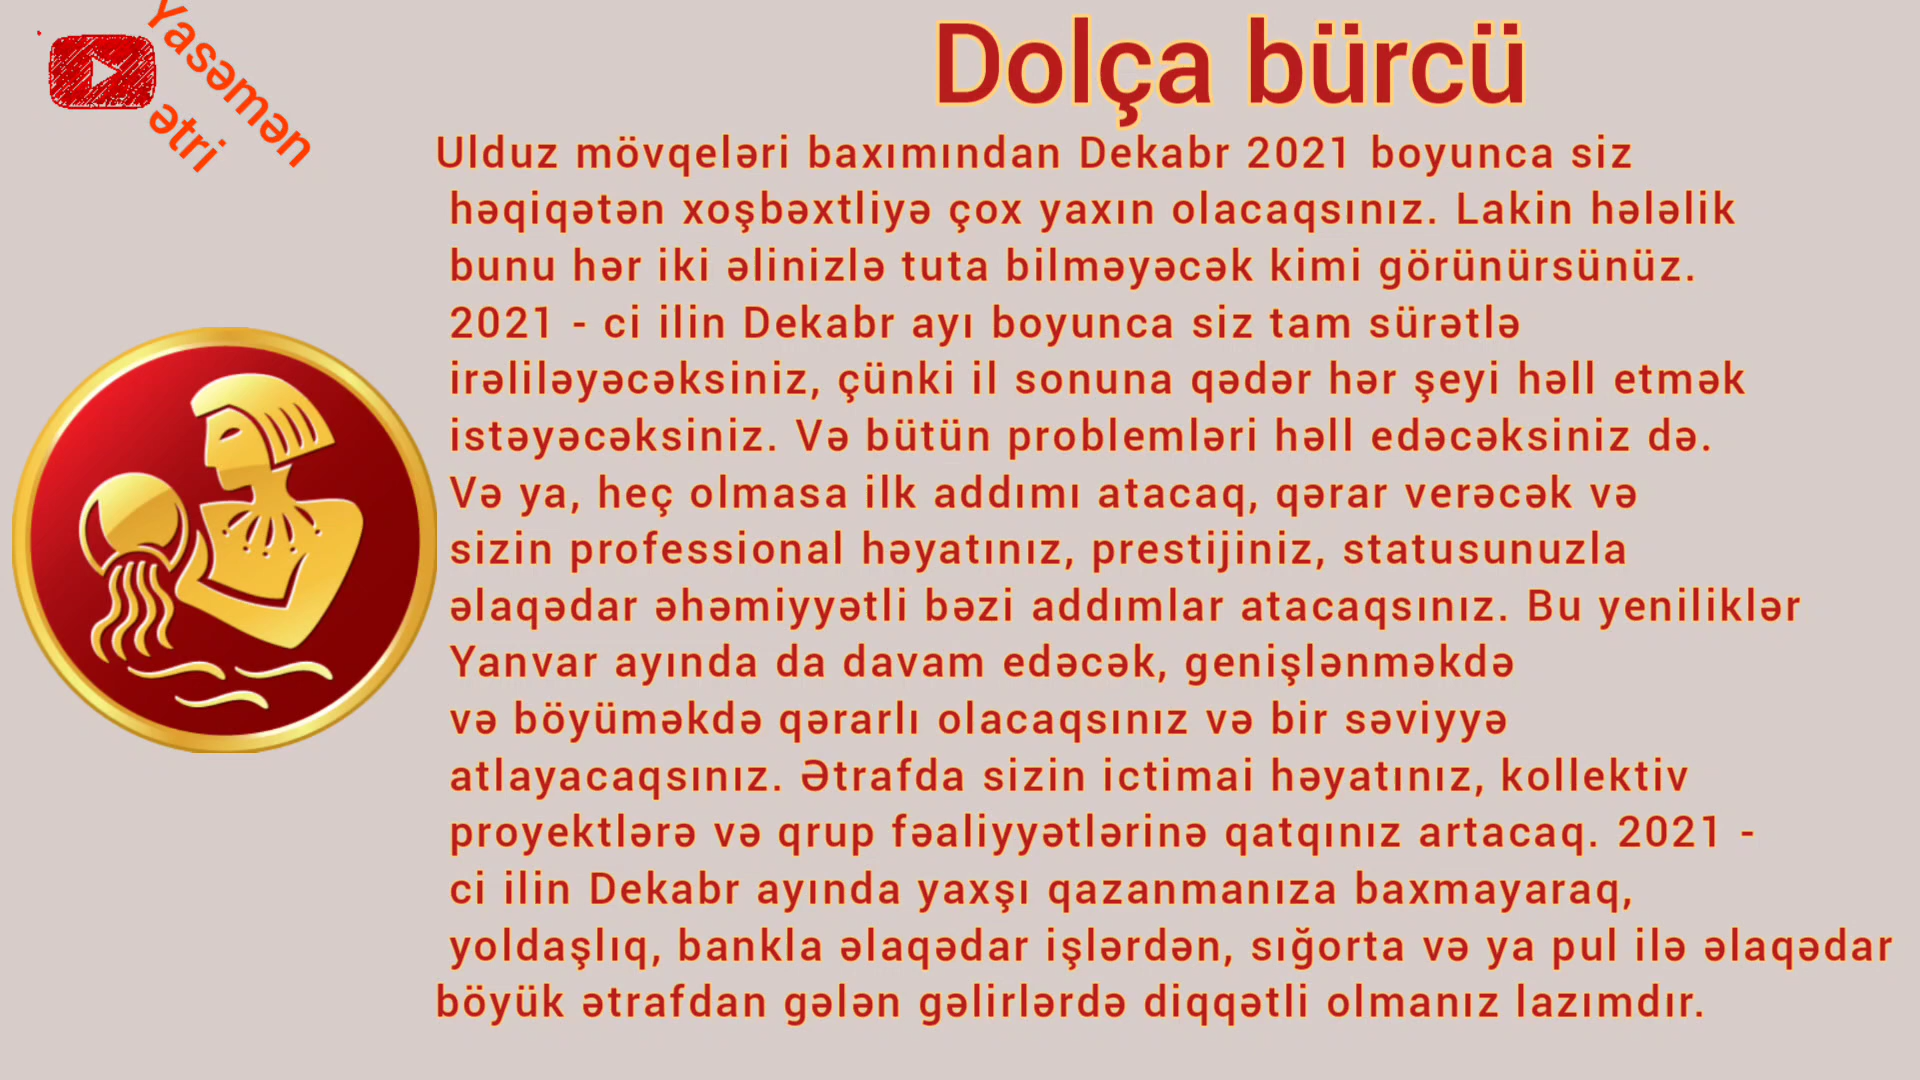 Yasəmən
ətri
Dolça bürcü
Ulduz mövqeləri baxımından Dekabr 2021 boyunca siz
həqiqətən xoşbəxtliyə çox yaxın olacaqsınız. Lakin hələlik
bunu hər iki əlinizlə tuta bilməyəcək kimi görünürsünüz.
2021 - ci ilin Dekabr ayı boyunca siz tam sürətlə
irəliləyəcəksiniz, çünki il sonuna qədər hər şeyi həll etmək
istəyəcəksiniz. Və bütün problemləri həll edəcəksiniz də.
Və ya, heç olmasa ilk addımı atacaq, qərar verəcək və
sizin professional həyatınız, prestijiniz, statusunuzla
əlaqədar əhəmiyyətli bəzi addımlar atacaqsınız. Bu yeniliklər
Yanvar ayında da davam edəcək, genişlənməkdə
və böyüməkdə qərarlı olacaqsınız və bir səviyyə
atlayacaqsınız. Ətrafda sizin ictimai həyatınız, kollektiv
proyektlərə və qrup fəaliyyətlərinə qatqınız artacaq. 2021 -
ci ilin Dekabr ayında yaxşı qazanmanıza baxmayaraq,
yoldaşlıq, bankla əlaqədar işlərdən, sığorta və ya pul ilə əlaqədar
böyük ətrafdan gələn gəlirlərdə diqqətli olmanız lazımdır.